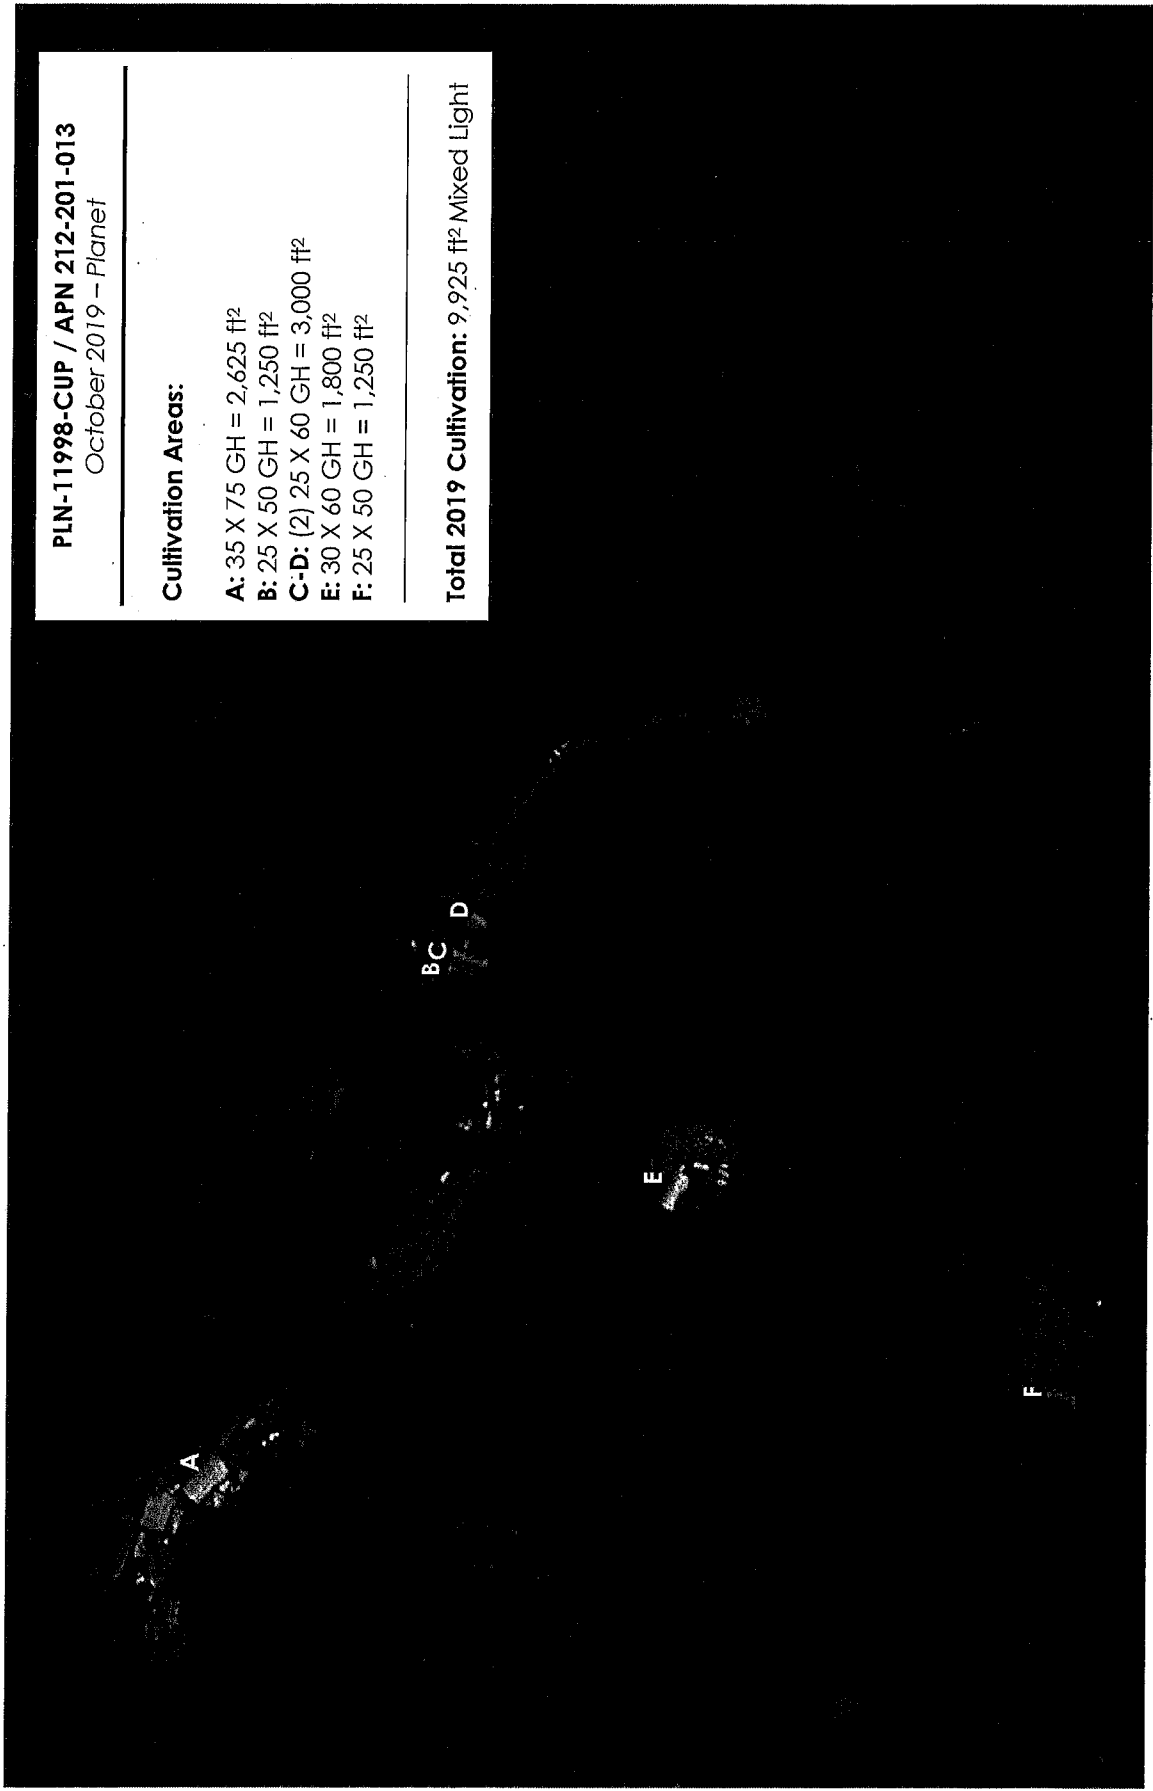 PLN-11998-CUP / APN 212-201-013
October 2019 – Planet
Cultivation Areas:
A: 35 X 75 GH = 2,625 ft²
B: 25 X 50 GH = 1,250 ft²
C-D: (2) 25 X 60 GH = 3,000 ft²
E: 30 X 60 GH = 1,800 ft²
F: 25 X 50 GH = 1,250 ft²
Total 2019 Cultivation: 9,925 ft² Mixed Light
A
B
C
D
E
F